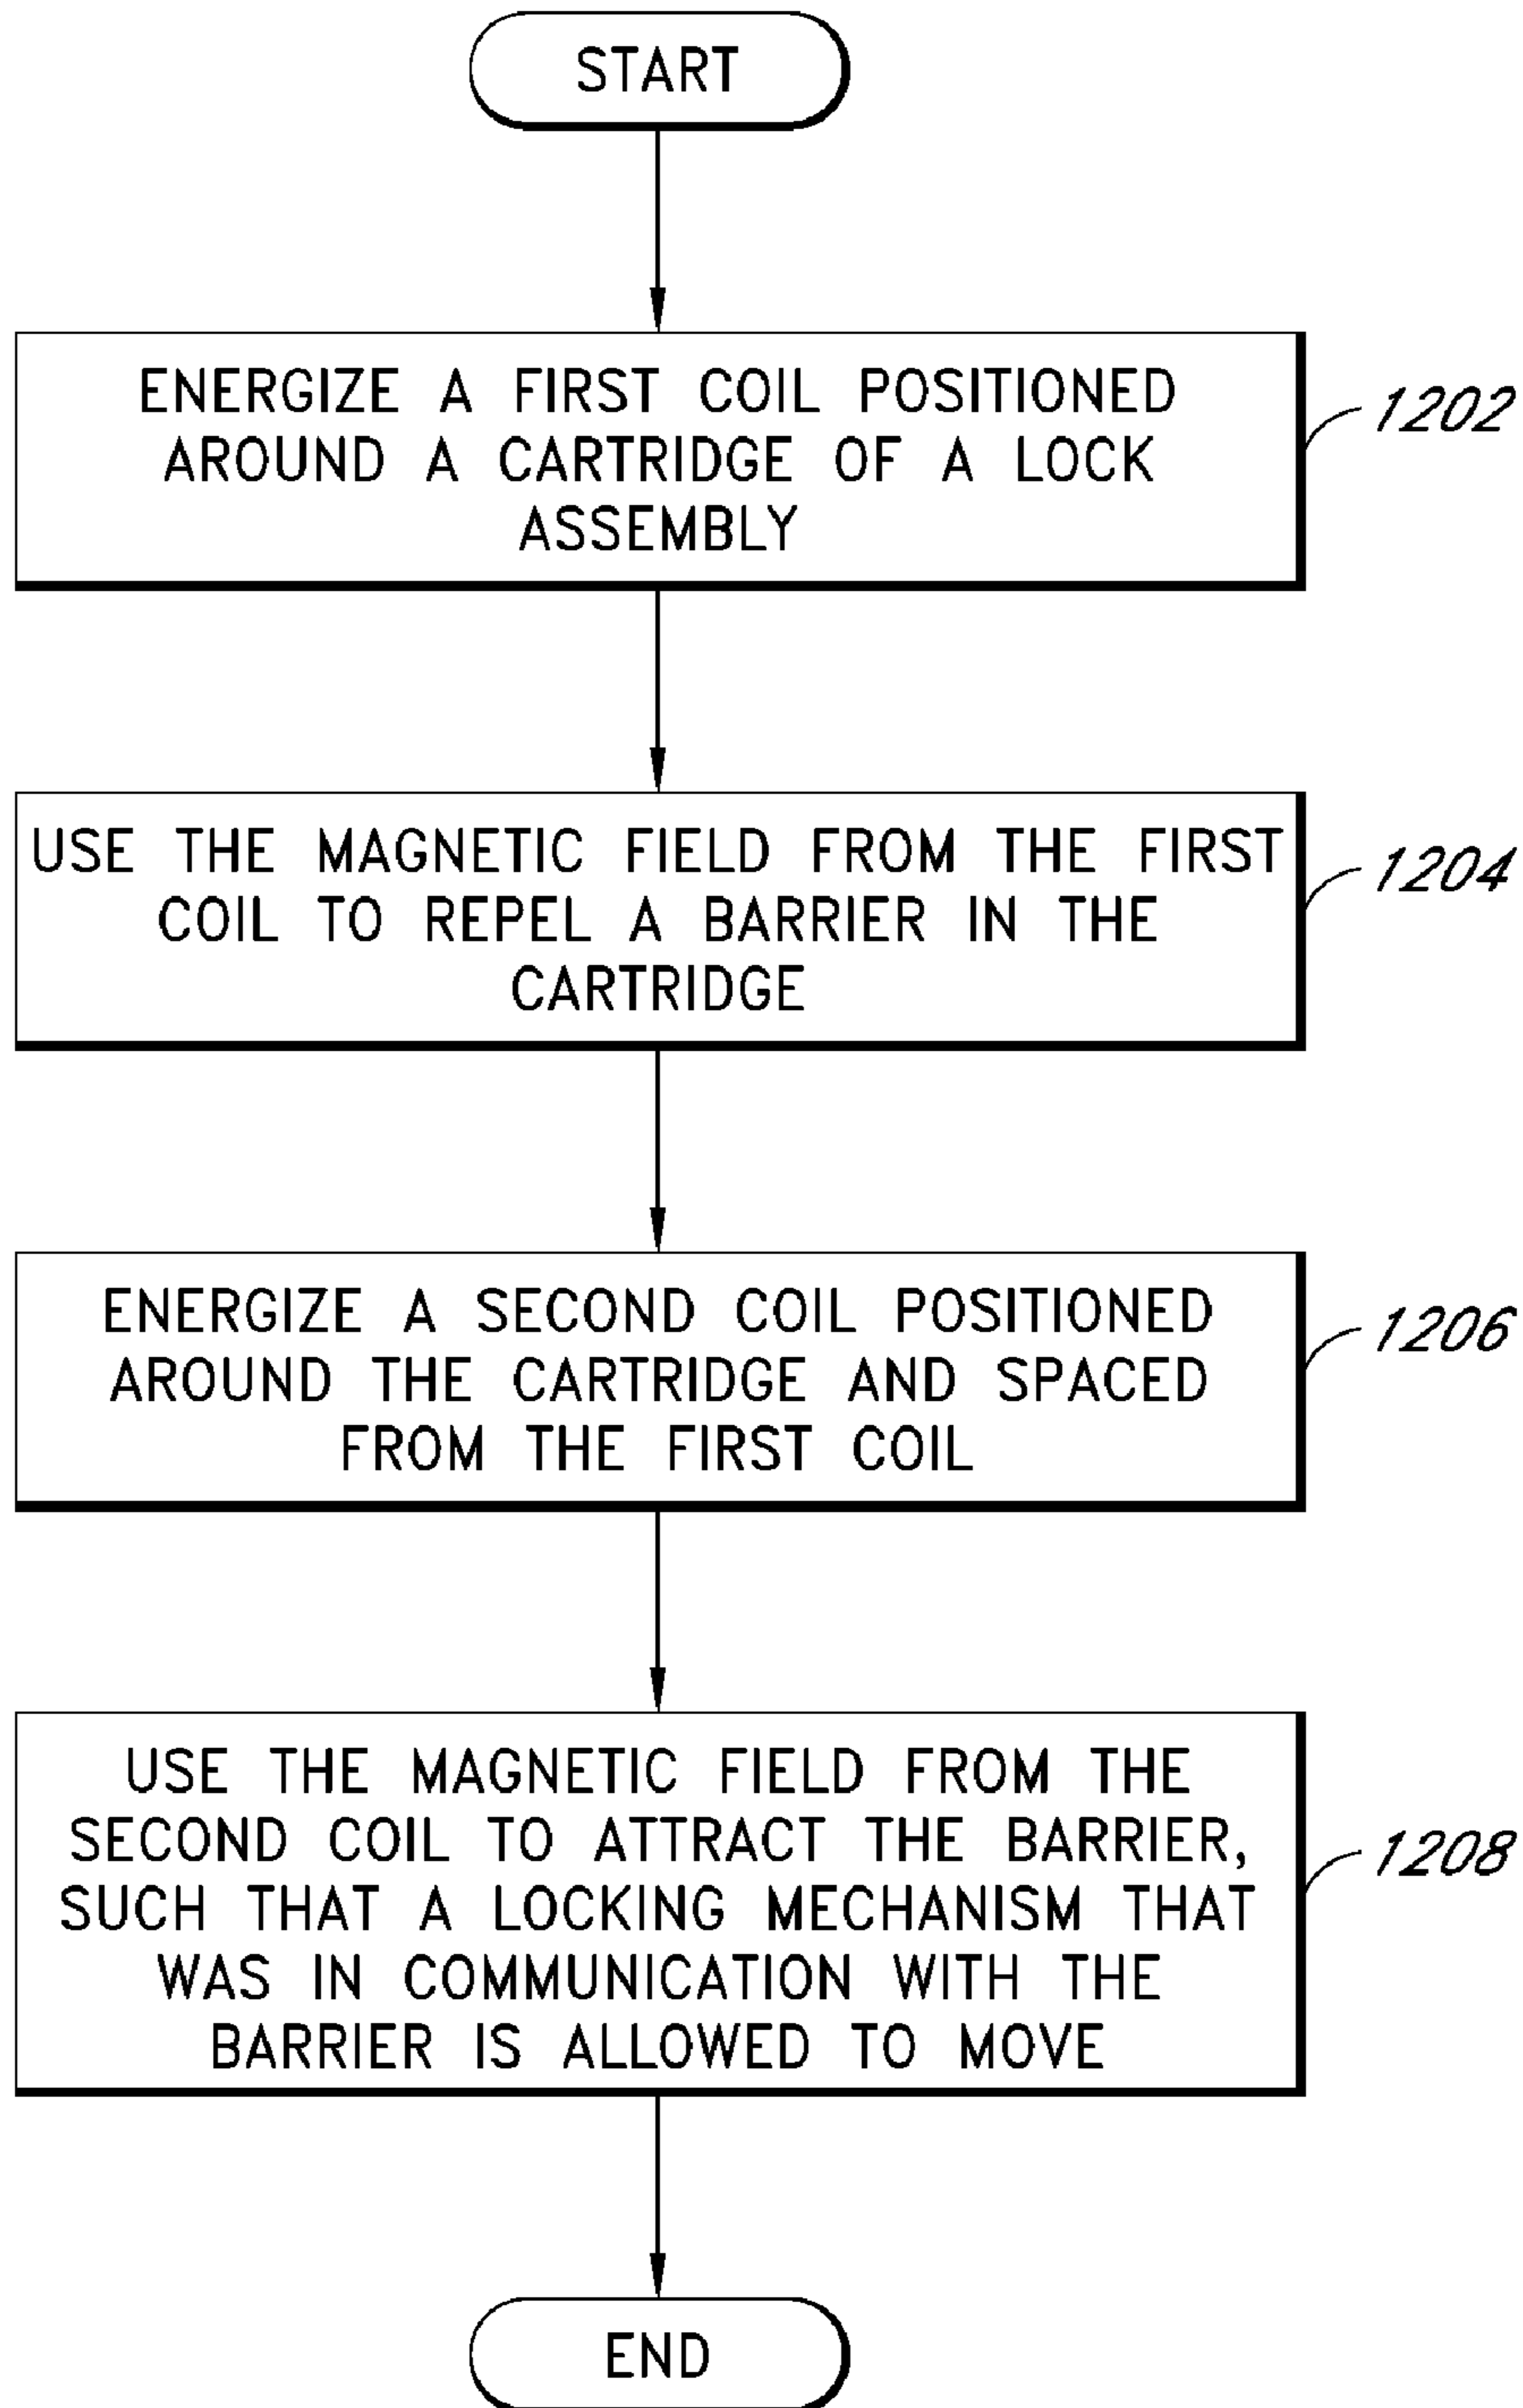 START
ENERGIZE A FIRST COIL POSITIONED
AROUND A CARTRIDGE OF A LOCK
ASSEMBLY
1202
USE THE MAGNETIC FIELD FROM THE FIRST
COIL TO REPEL A BARRIER IN THE
CARTRIDGE
1204
ENERGIZE A SECOND COIL POSITIONED
AROUND THE CARTRIDGE AND SPACED
FROM THE FIRST COIL
1206
USE THE MAGNETIC FIELD FROM THE
SECOND COIL TO ATTRACT THE BARRIER,
SUCH THAT A LOCKING MECHANISM THAT
WAS IN COMMUNICATION WITH THE
BARRIER IS ALLOWED TO MOVE
1208
END